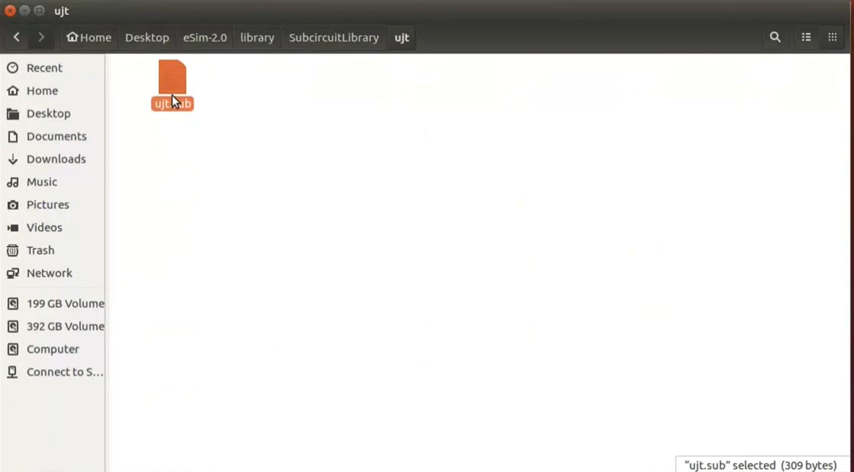 ujt
Home Desktop eSim-2.0 library SubcircuitLibrary ujt
Recent
Home
Desktop
Documents
Downloads
Music
Pictures
Videos
Trash
Network
199 GB Volume
392 GB Volume
Computer
Connect to S...
ujt.sub
"ujt.sub" selected (309 bytes)